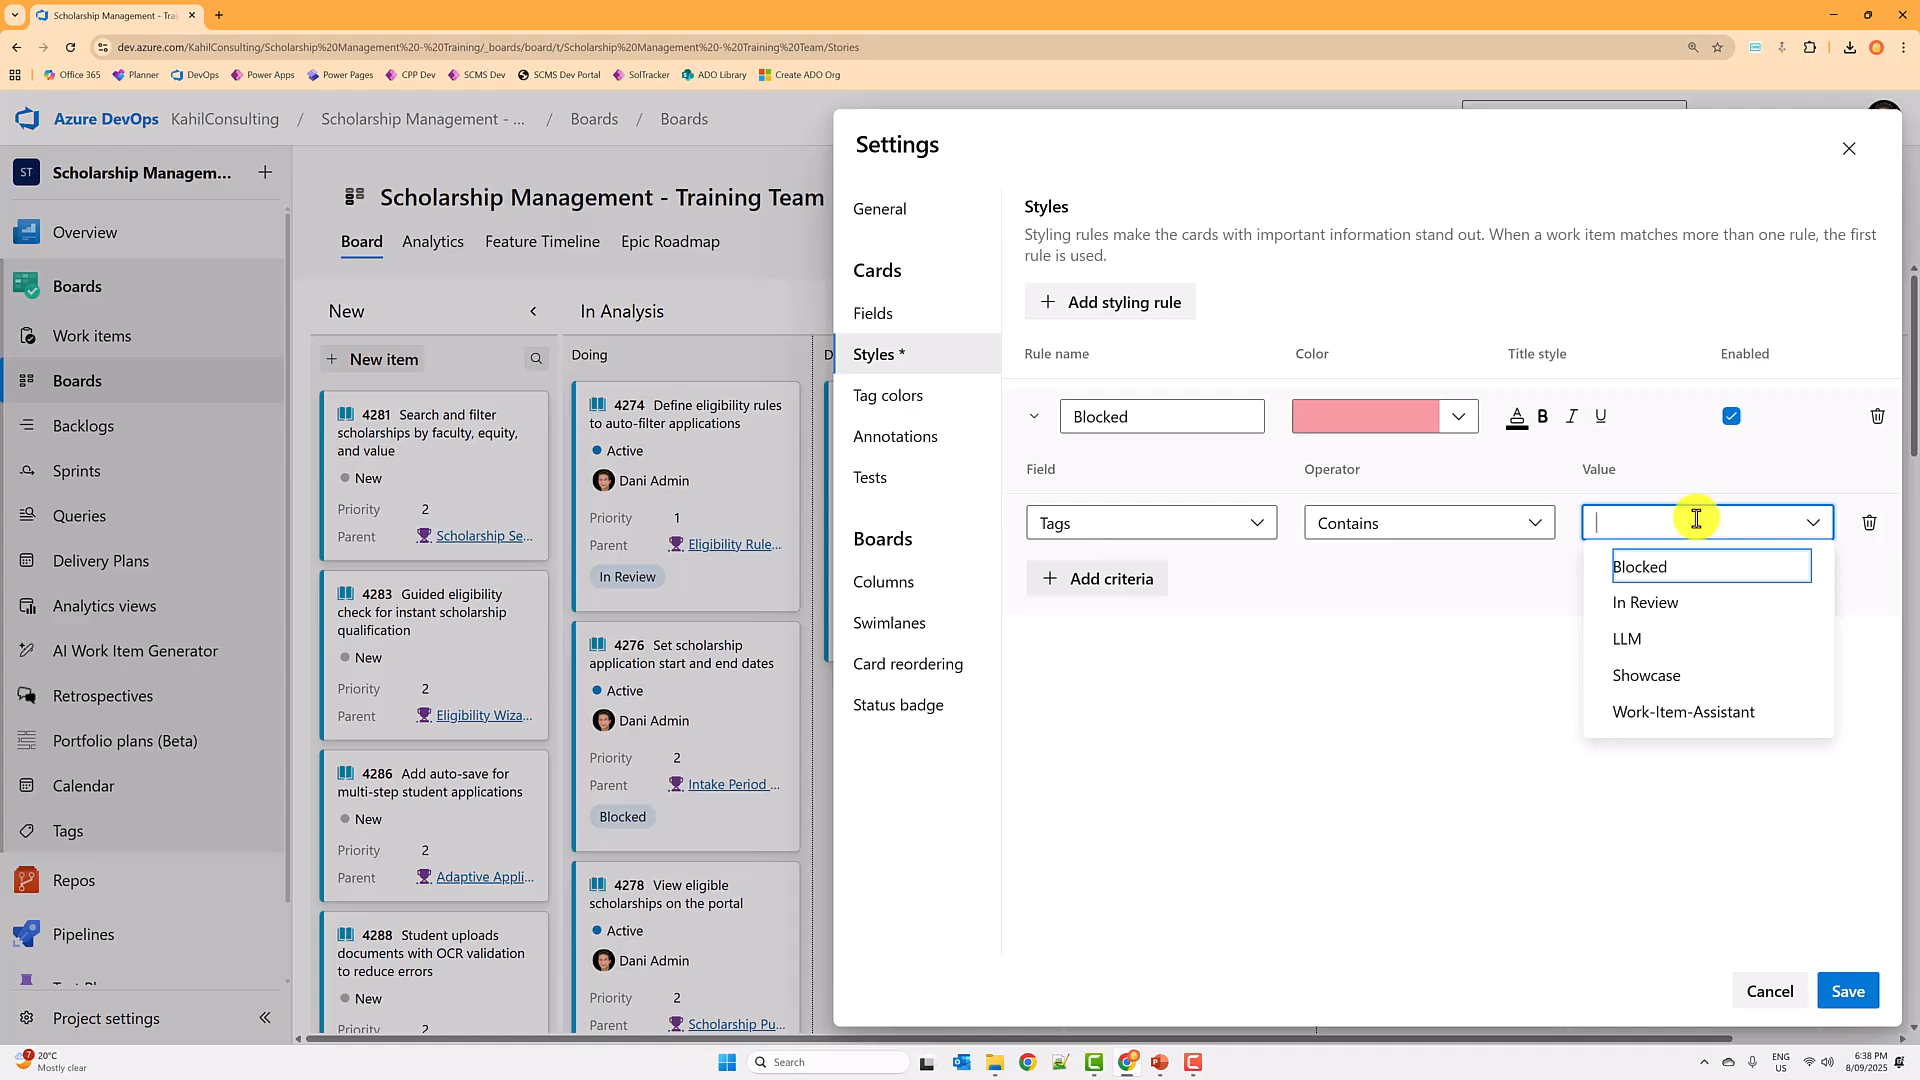 Scholarship Management - Trai
dev.azure.com/KahilConsulting/Scholarship%20Management%20-%20Training/_boards/board/t/Scholarship%20Management%20-%20Training%20Team/Stories
Office 365
Planner
DevOps
Power Apps
Power Pages
CPP Dev
SCMS Dev
SCMS Dev Portal
SolTracker
ADO Library
Create ADO Org
Azure DevOps
KahilConsulting
/
Scholarship Management - ...
/
Boards
/
Boards
ST
Scholarship Managem...
Overview
Boards
Work items
Boards
Backlogs
Sprints
Queries
Delivery Plans
Analytics views
AI Work Item Generator
Retrospectives
Portfolio plans (Beta)
Calendar
Tags
Repos
Pipelines
Project settings
Scholarship Management - Training Team
Board
Analytics
Feature Timeline
Epic Roadmap
New
New item
4281 Search and filter
scholarships by faculty, equity,
and value
New
Priority 2
Parent Scholarship Se...
4283 Guided eligibility
check for instant scholarship
qualification
New
Priority 2
Parent Eligibility Wiza...
4286 Add auto-save for
multi-step student applications
New
Priority 2
Parent Adaptive Appli...
4288 Student uploads
documents with OCR validation
to reduce errors
New
Priority 2
In Analysis
Doing
4274 Define eligibility rules
to auto-filter applications
Active
Dani Admin
Priority 1
Parent Eligibility Rule...
In Review
4276 Set scholarship
application start and end dates
Active
Dani Admin
Priority 2
Parent Intake Period ...
Blocked
4278 View eligible
scholarships on the portal
Active
Dani Admin
Priority 2
Parent Scholarship Pu...
Settings
General
Cards
Fields
Styles *
Tag colors
Annotations
Tests
Boards
Columns
Swimlanes
Card reordering
Status badge
Styles
Styling rules make the cards with important information stand out. When a work item matches more than one rule, the first
rule is used.
Add styling rule
Rule name
Color
Title style
Enabled
Blocked
A B I U
Field
Operator
Value
Tags
Contains
Add criteria
Blocked
In Review
LLM
Showcase
Work-Item-Assistant
Cancel
Save
7
20°C
Mostly clear
Search
ENG
US
6:38 PM
8/09/2025